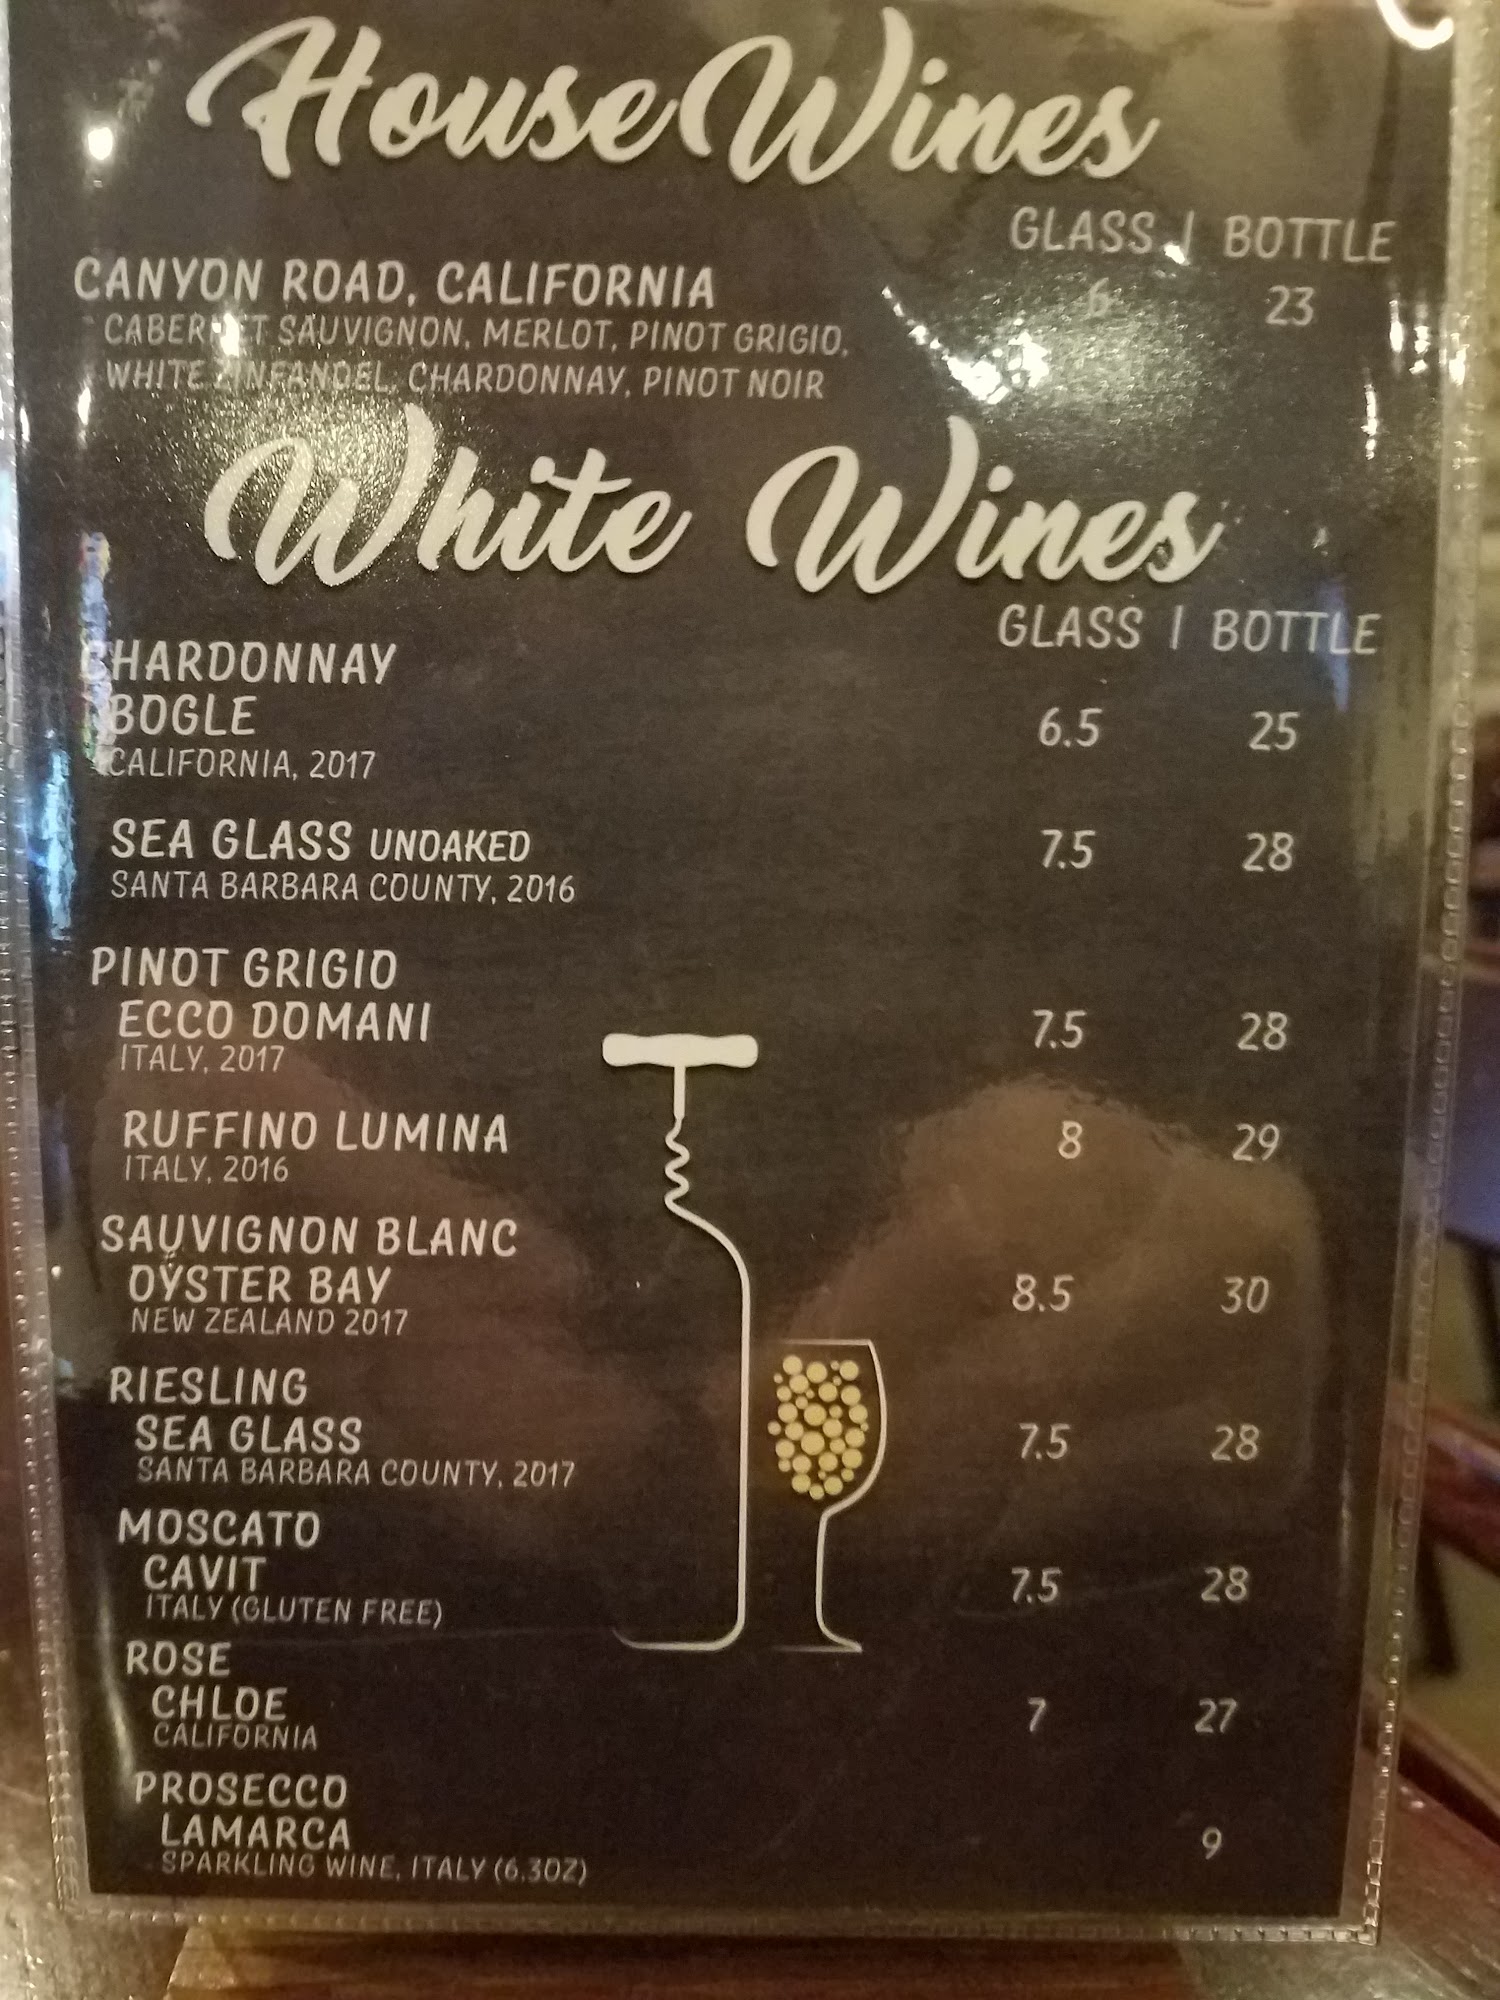 House Wines
GLASS | BOTTLE
CANYON ROAD, CALIFORNIA 6 23
CABERNET SAUVIGNON, MERLOT, PINOT GRIGIO,
WHITE ZINFANDEL, CHARDONNAY, PINOT NOIR
White Wines
GLASS | BOTTLE
CHARDONNAY
BOGLE 6.5 25
CALIFORNIA, 2017
SEA GLASS UNOAKED 7.5 28
SANTA BARBARA COUNTY, 2016
PINOT GRIGIO
ECCO DOMANI 7.5 28
ITALY, 2017
RUFFINO LUMINA 8 29
ITALY, 2016
SAUVIGNON BLANC
OYSTER BAY 8.5 30
NEW ZEALAND 2017
RIESLING
SEA GLASS 7.5 28
SANTA BARBARA COUNTY, 2017
MOSCATO
CAVIT 7.5 28
ITALY (GLUTEN FREE)
ROSE
CHLOE 7 27
CALIFORNIA
PROSECCO
LAMARCA 9
SPARKLING WINE, ITALY (6.3OZ)